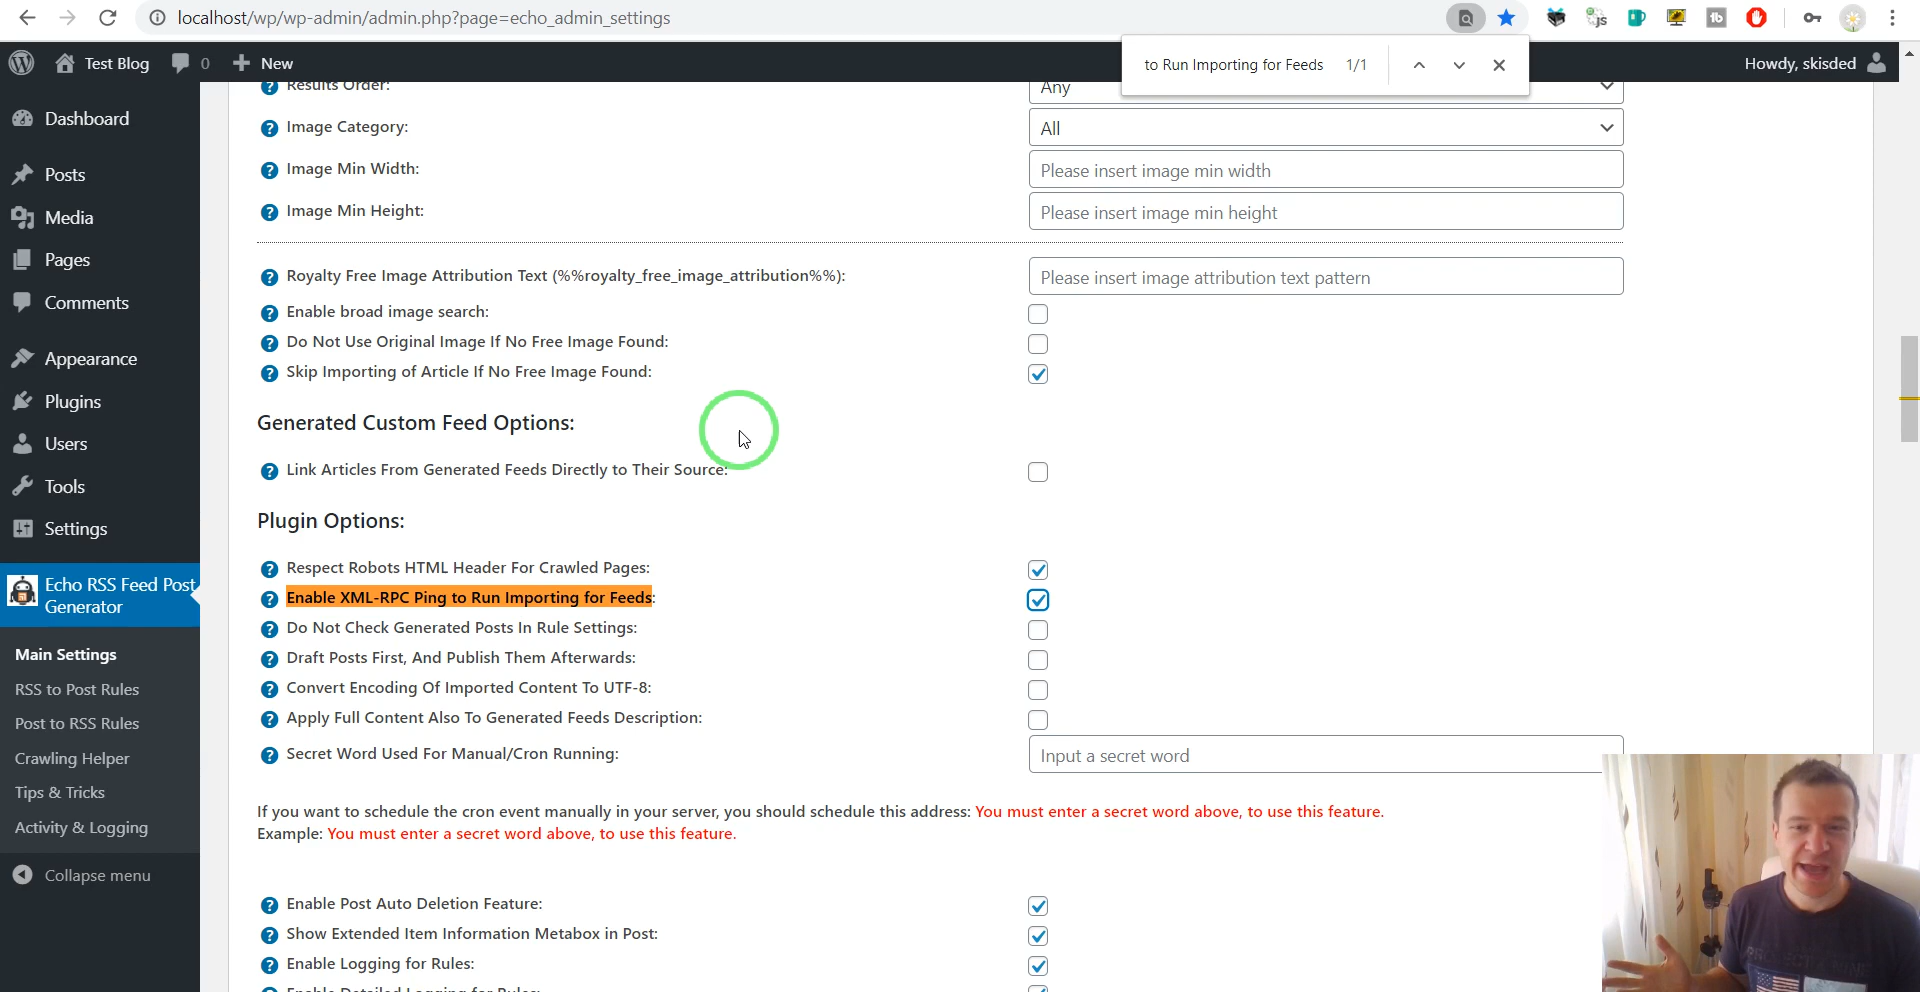 localhost/wp/wp-admin/admin.php?page=echo_admin_settings
to Run Importing for Feeds 1/1
Test Blog 0 New Howdy, skisded
Dashboard
Posts
Media
Pages
Comments
Appearance
Plugins
Users
Tools
Settings
Echo RSS Feed Post
Generator
Main Settings
RSS to Post Rules
Post to RSS Rules
Crawling Helper
Tips & Tricks
Activity & Logging
Collapse menu
Results Order: Any
Image Category: All
Image Min Width: Please insert image min width
Image Min Height: Please insert image min height
Royalty Free Image Attribution Text (%%royalty_free_image_attribution%%): Please insert image attribution text pattern
Enable broad image search:
Do Not Use Original Image If No Free Image Found:
Skip Importing of Article If No Free Image Found:
Generated Custom Feed Options:
Link Articles From Generated Feeds Directly to Their Source:
Plugin Options:
Respect Robots HTML Header For Crawled Pages:
Enable XML-RPC Ping to Run Importing for Feeds:
Do Not Check Generated Posts In Rule Settings:
Draft Posts First, And Publish Them Afterwards:
Convert Encoding Of Imported Content To UTF-8:
Apply Full Content Also To Generated Feeds Description:
Secret Word Used For Manual/Cron Running: Input a secret word
If you want to schedule the cron event manually in your server, you should schedule this address: You must enter a secret word above, to use this feature.
Example: You must enter a secret word above, to use this feature.
Enable Post Auto Deletion Feature:
Show Extended Item Information Metabox in Post:
Enable Logging for Rules:
Enable Detailed Logging for Rules: